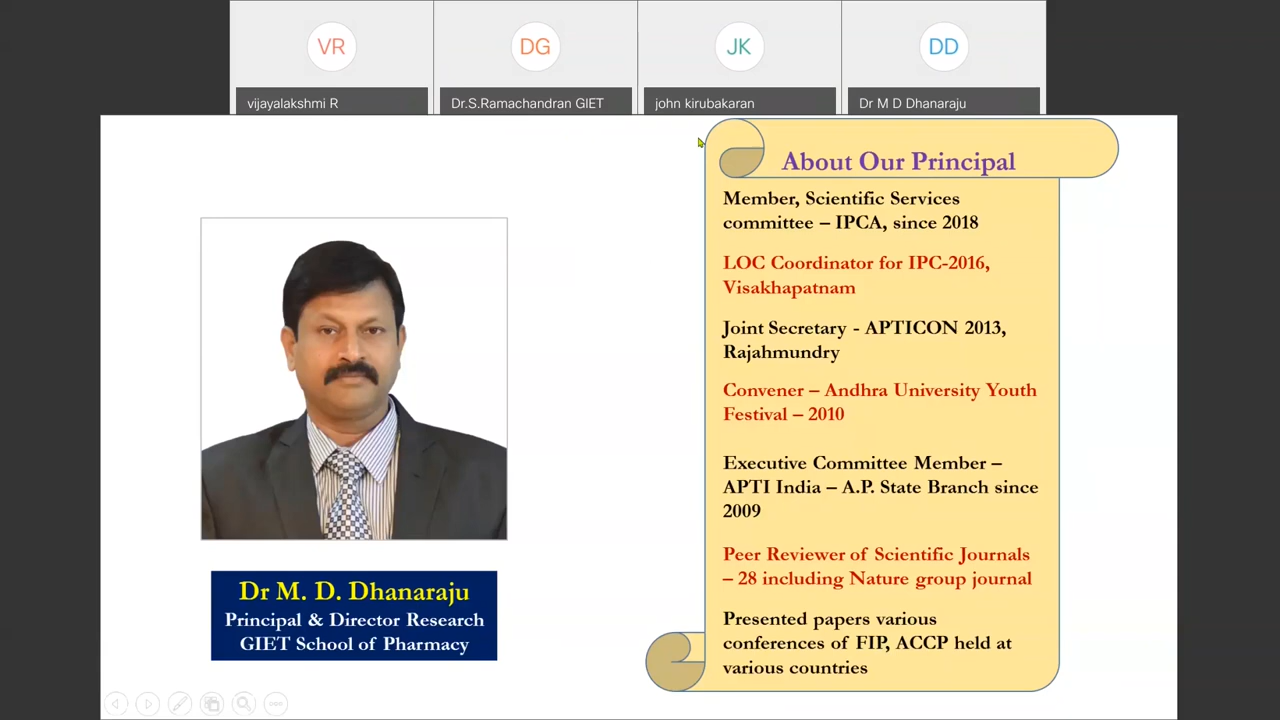 VR
DG
JK
DD
vijayalakshmi R
Dr.S.Ramachandran GIET
john kirubakaran
Dr M D Dhanaraju
About Our Principal
Member, Scientific Services
committee – IPCA, since 2018
LOC Coordinator for IPC-2016,
Visakhapatnam
Joint Secretary - APTICON 2013,
Rajahmundry
Convener – Andhra University Youth
Festival – 2010
Executive Committee Member –
APTI India – A.P. State Branch since
2009
Peer Reviewer of Scientific Journals
– 28 including Nature group journal
Presented papers various
conferences of FIP, ACCP held at
various countries
Dr M. D. Dhanaraju
Principal & Director Research
GIET School of Pharmacy